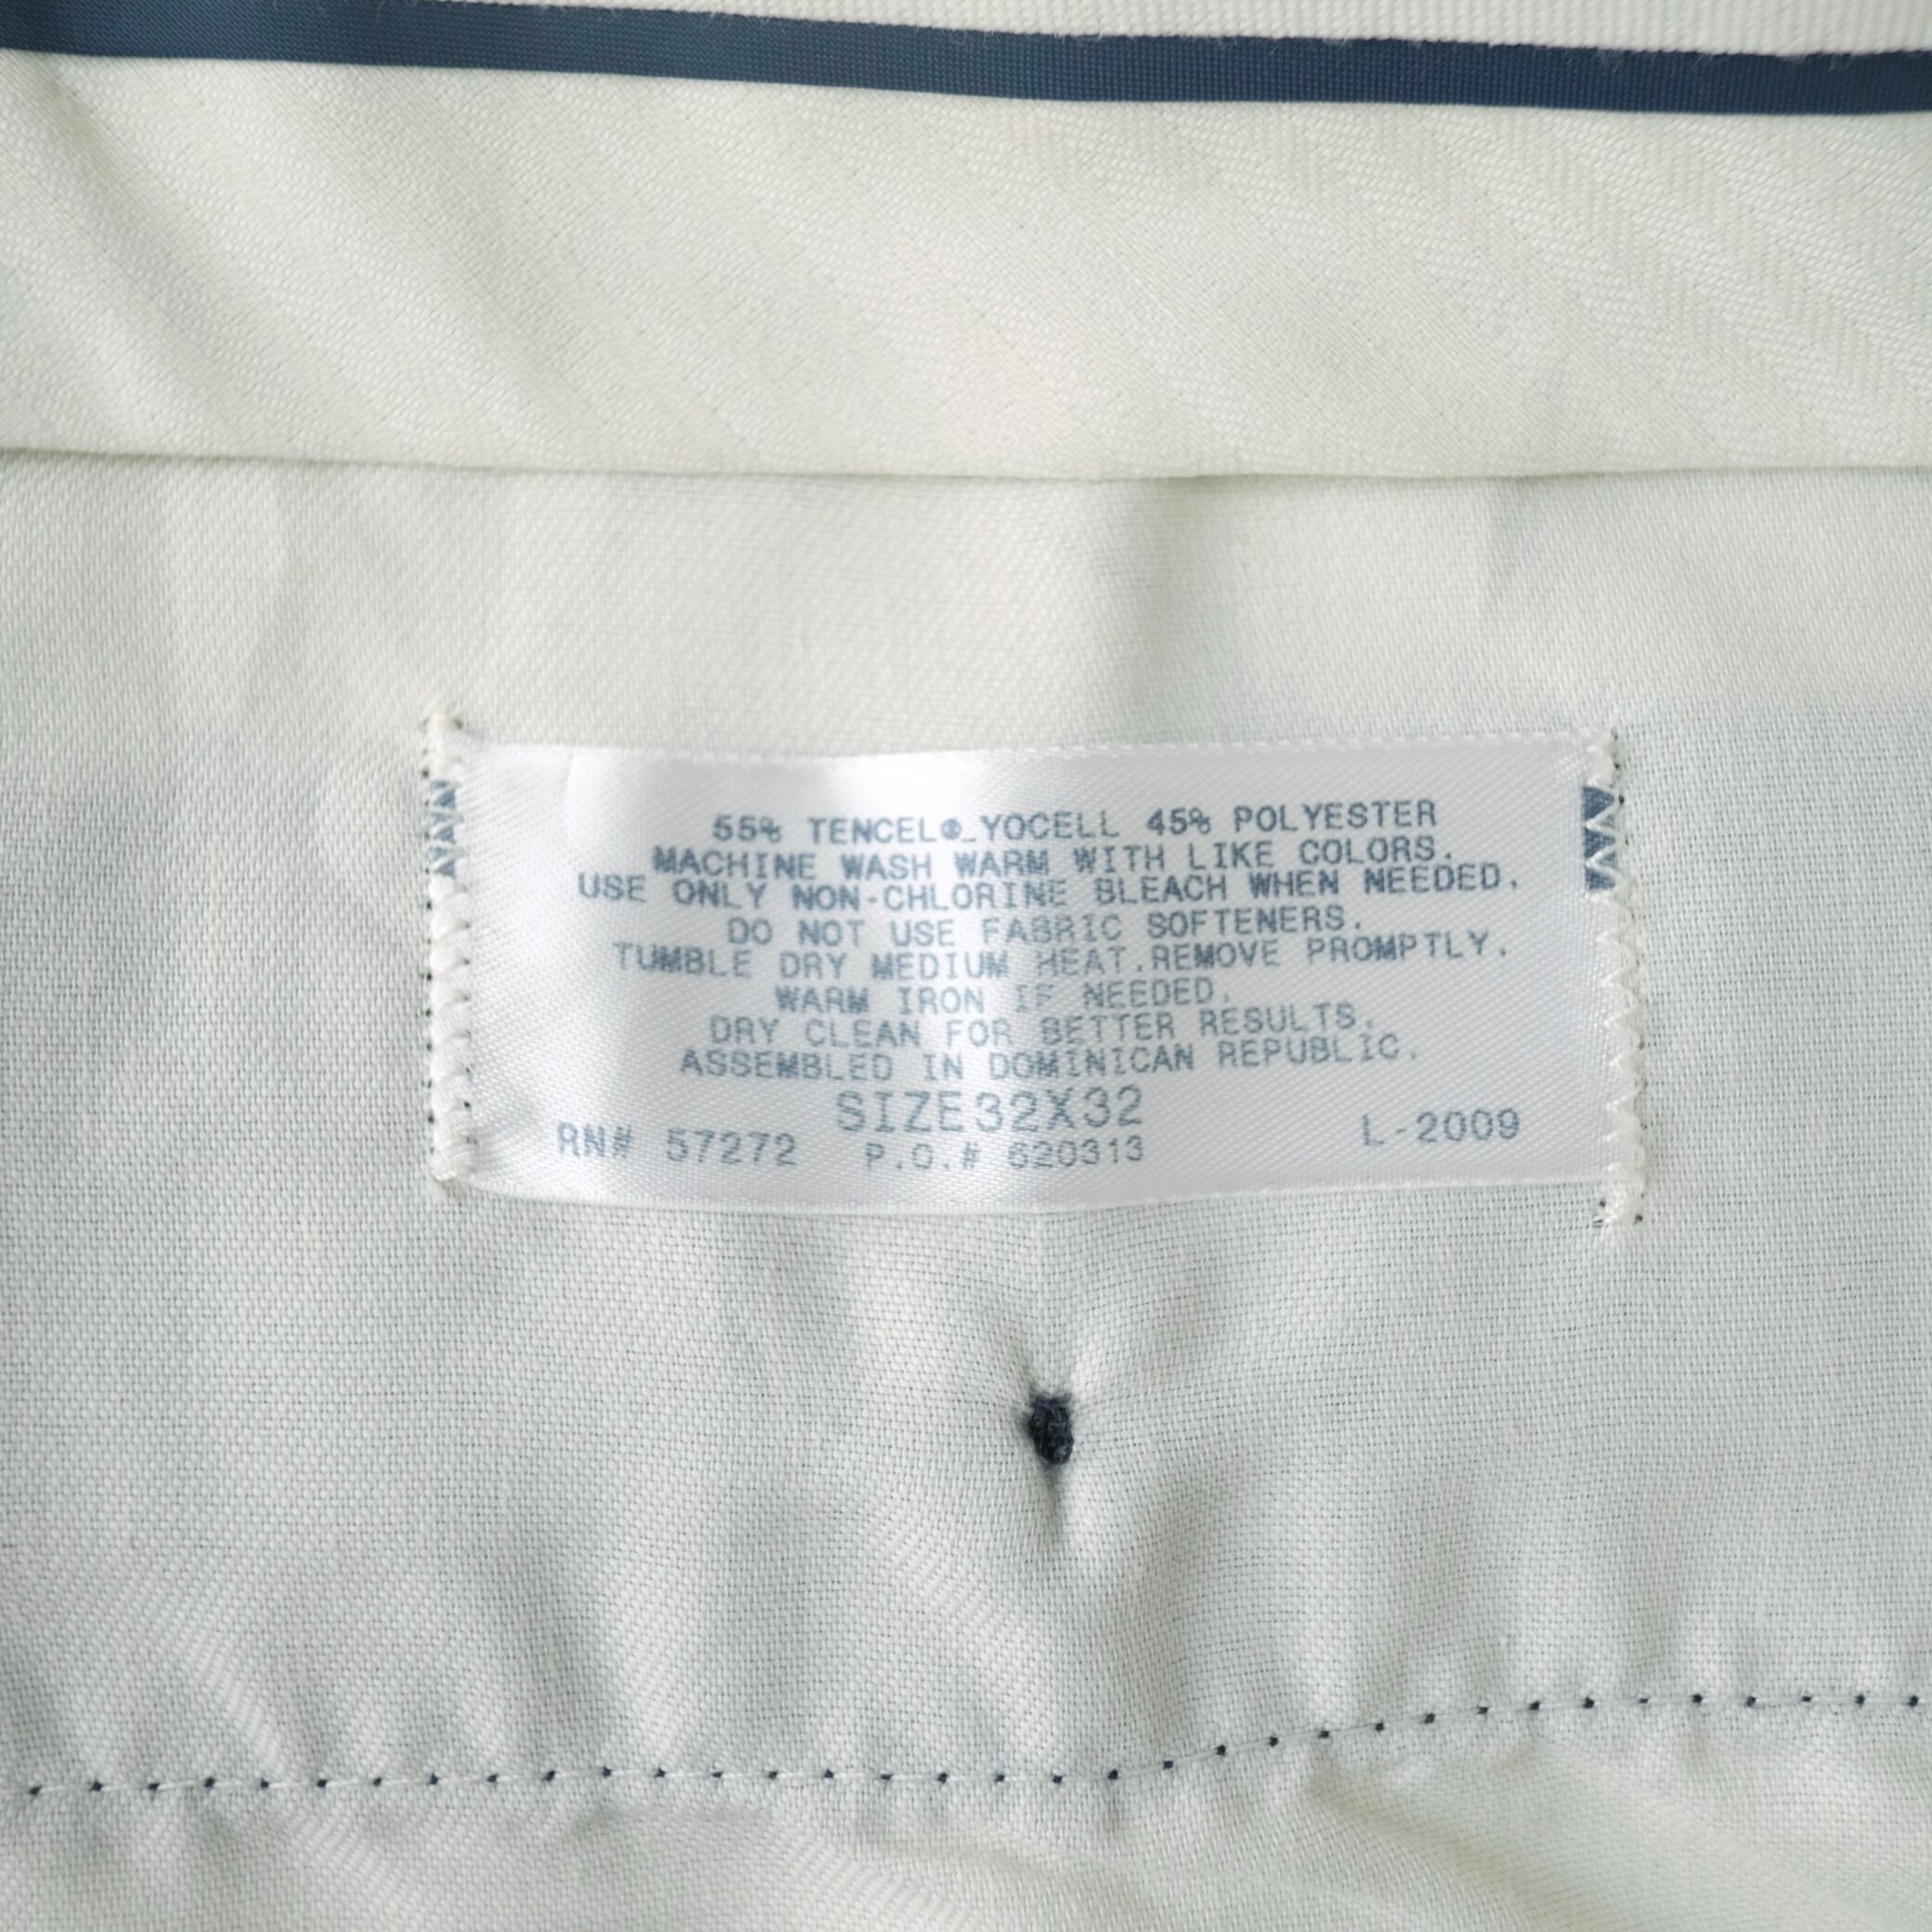 55% TENCEL® LYOCELL 45% POLYESTER
MACHINE WASH WARM WITH LIKE COLORS.
USE ONLY NON-CHLORINE BLEACH WHEN NEEDED.
DO NOT USE FABRIC SOFTENERS.
TUMBLE DRY MEDIUM HEAT.REMOVE PROMPTLY.
WARM IRON IF NEEDED.
DRY CLEAN FOR BETTER RESULTS.
ASSEMBLED IN DOMINICAN REPUBLIC.
SIZE32X32
RN# 57272 P.O.# 620313 L-2009